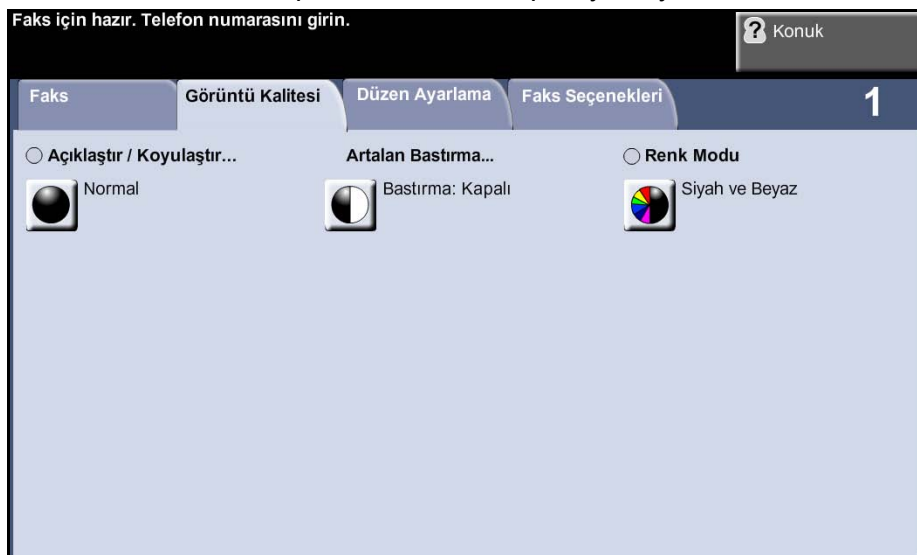 Faks için hazır. Telefon numarasını girin.
? Konuk
Faks
Görüntü Kalitesi
Düzen Ayarlama
Faks Seçenekleri
1
Açıklaştır / Koyulaştır...
Normal
Artalan Bastırma...
Bastırma: Kapalı
Renk Modu
Siyah ve Beyaz